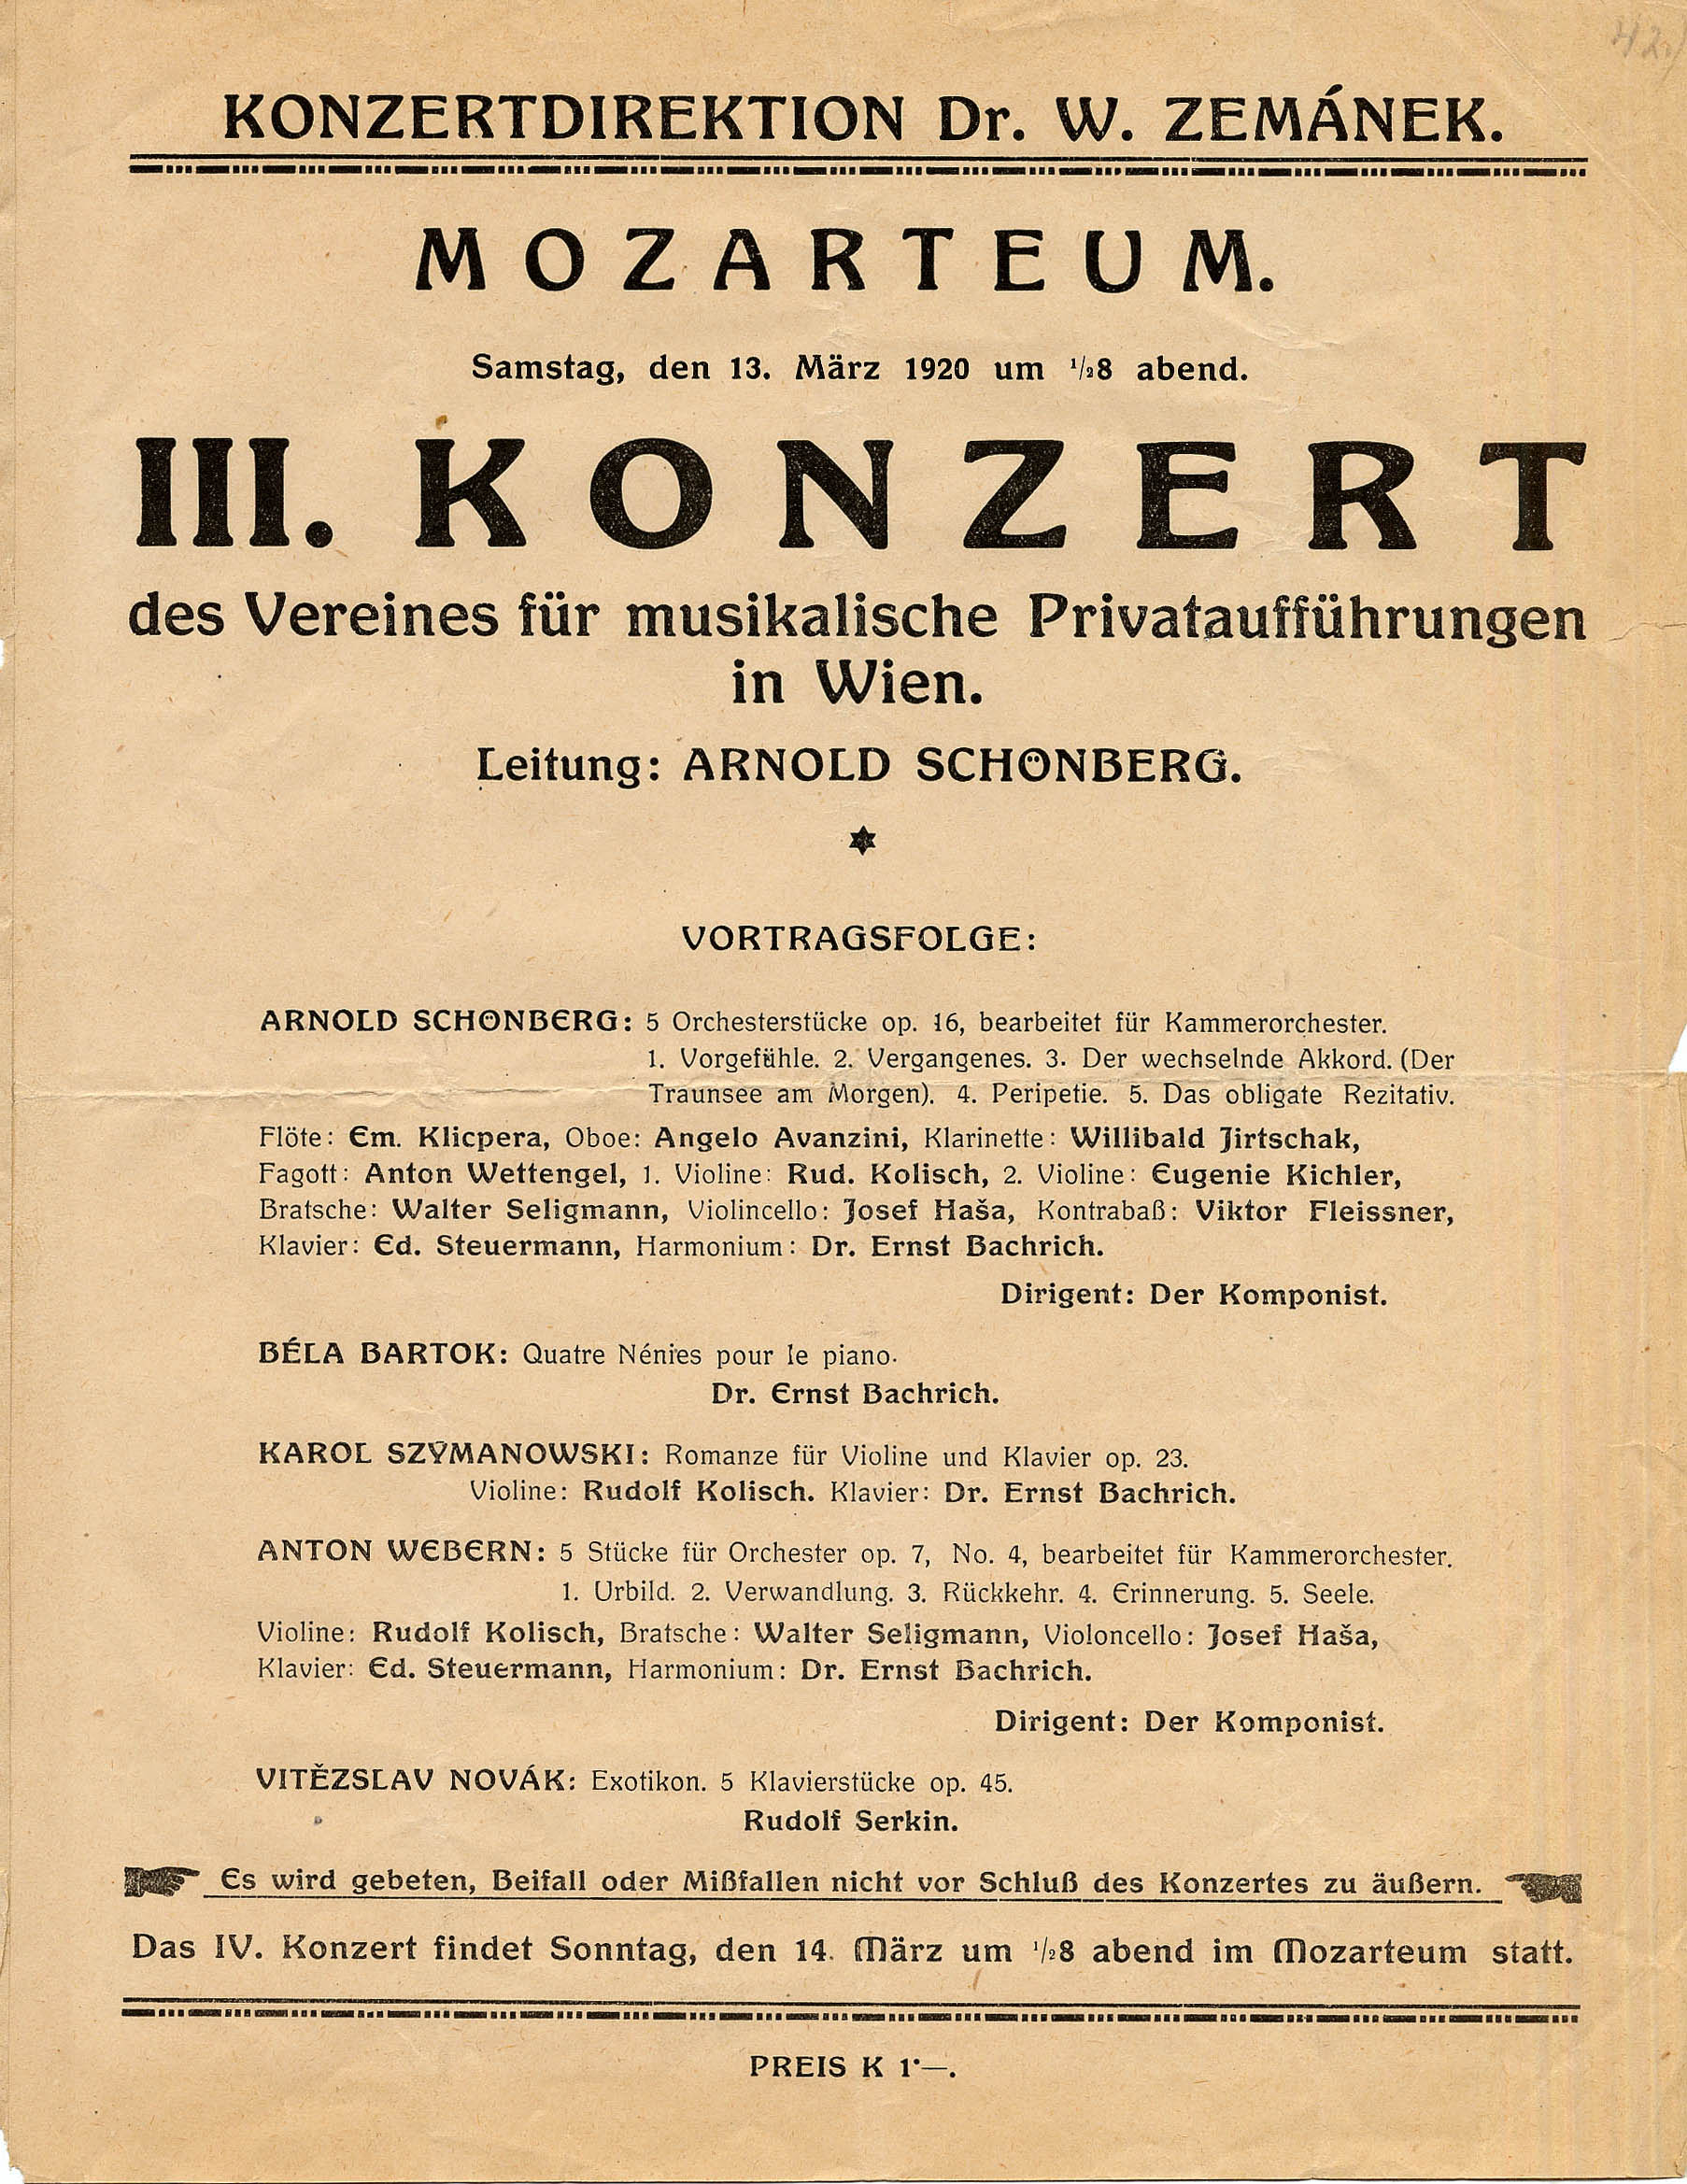 42.)
KONZERTDIREKTION Dr. W. ZEMÁNEK.
MOZARTEUM.
Samstag, den 13. März 1920 um 1/28 abend.
III. KONZERT
des Vereines für musikalische Privataufführungen
in Wien.
Leitung: ARNOLD SCHÖNBERG.
VORTRAGSFOLGE:
ARNOLD SCHÖNBERG: 5 Orchesterstücke op. 16, bearbeitet für Kammerorchester.
1. Vorgefühle. 2. Vergangenes. 3. Der wechselnde Akkord. (Der
Traunsee am Morgen). 4. Peripetie. 5. Das obligate Rezitativ.
Flöte: Em. Klicpera, Oboe: Angelo Avanzini, Klarinette: Willibald Jirtschak,
Fagott: Anton Wettengel, 1. Violine: Rud. Kolisch, 2. Violine: Eugenie Kichler,
Bratsche: Walter Seligmann, Violincello: Josef Haša, Kontrabaß: Viktor Fleissner,
Klavier: Ed. Steuermann, Harmonium: Dr. Ernst Bachrich.
Dirigent: Der Komponist.
BÉLA BARTOK: Quatre Nénies pour le piano.
Dr. Ernst Bachrich.
KAROL SZYMANOWSKI: Romanze für Violine und Klavier op. 23.
Violine: Rudolf Kolisch. Klavier: Dr. Ernst Bachrich.
ANTON WEBERN: 5 Stücke für Orchester op. 7, No. 4, bearbeitet für Kammerorchester.
1. Urbild. 2. Verwandlung. 3. Rückkehr. 4. Erinnerung. 5. Seele.
Violine: Rudolf Kolisch, Bratsche: Walter Seligmann, Violoncello: Josef Haša,
Klavier: Ed. Steuermann, Harmonium: Dr. Ernst Bachrich.
Dirigent: Der Komponist.
VITĚZSLAV NOVÁK: Exotikon. 5 Klavierstücke op. 45.
Rudolf Serkin.
Es wird gebeten, Beifall oder Mißfallen nicht vor Schluß des Konzertes zu äußern.
Das IV. Konzert findet Sonntag, den 14. März um 1/28 abend im Mozarteum statt.
PREIS K 1·—.